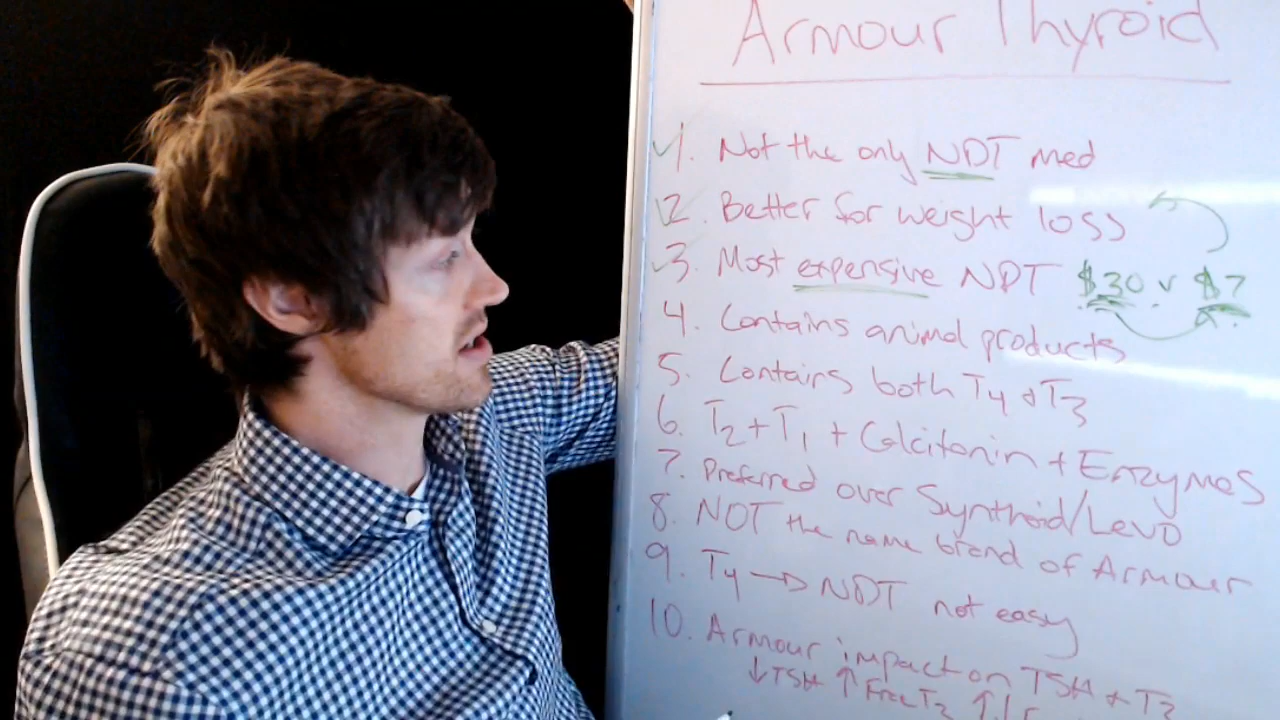 Armour Thyroid
1. Not the only NDT med
2. Better for weight loss
3. Most expensive NDT $30 v $7
4. Contains animal products
5. Contains both T4 & T3
6. T2 + T1 + Calcitonin + Enzymes
7. Preferred over Synthroid/Levo
8. NOT the name brand of Armour
9. T4 → NDT not easy
10. Armour impact on TSH + T3
↓TSH ↑ Free T3 ↑/